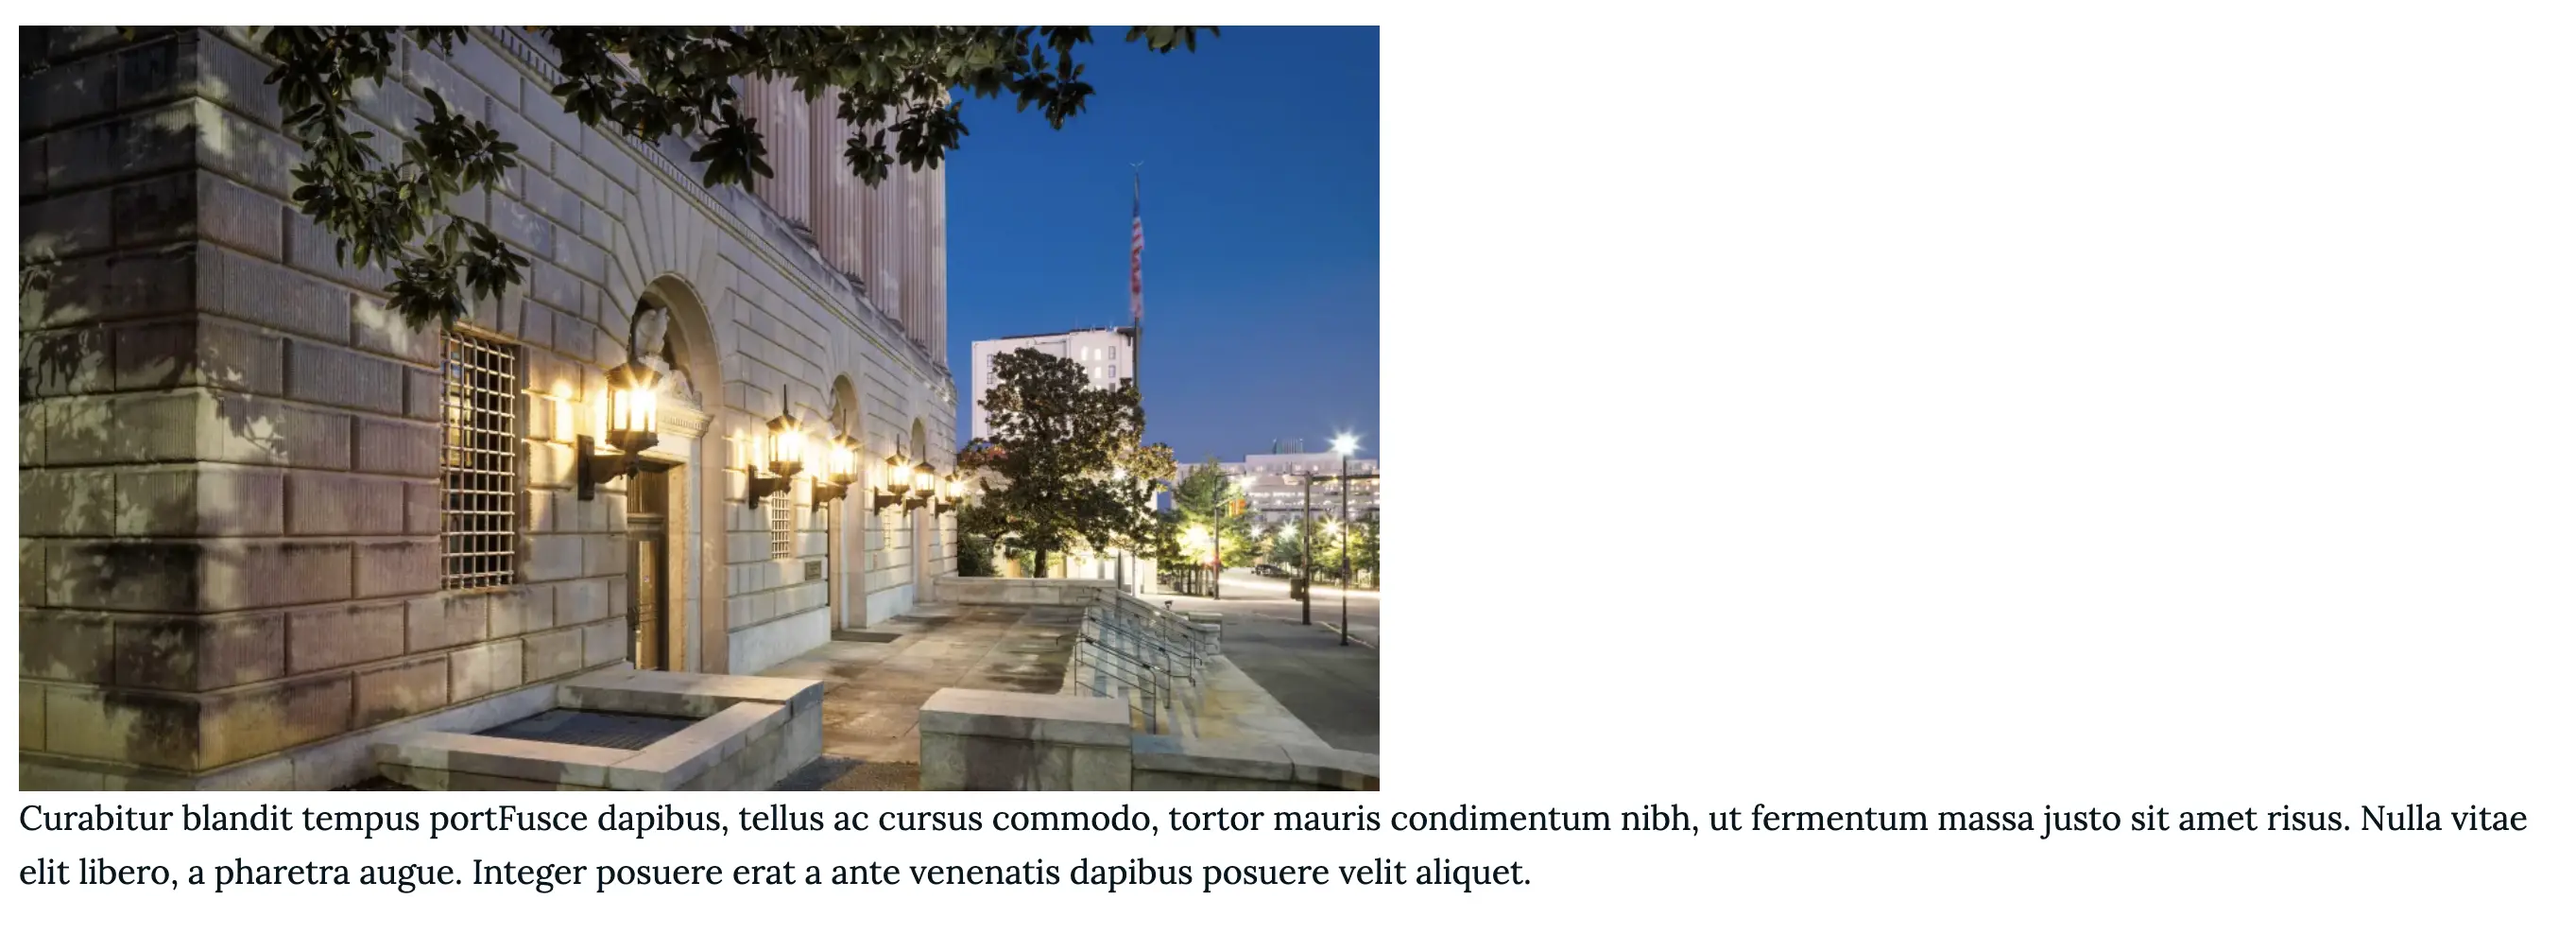 Curabitur blandit tempus portFusce dapibus, tellus ac cursus commodo, tortor mauris condimentum nibh, ut fermentum massa justo sit amet risus. Nulla vitae
elit libero, a pharetra augue. Integer posuere erat a ante venenatis dapibus posuere velit aliquet.